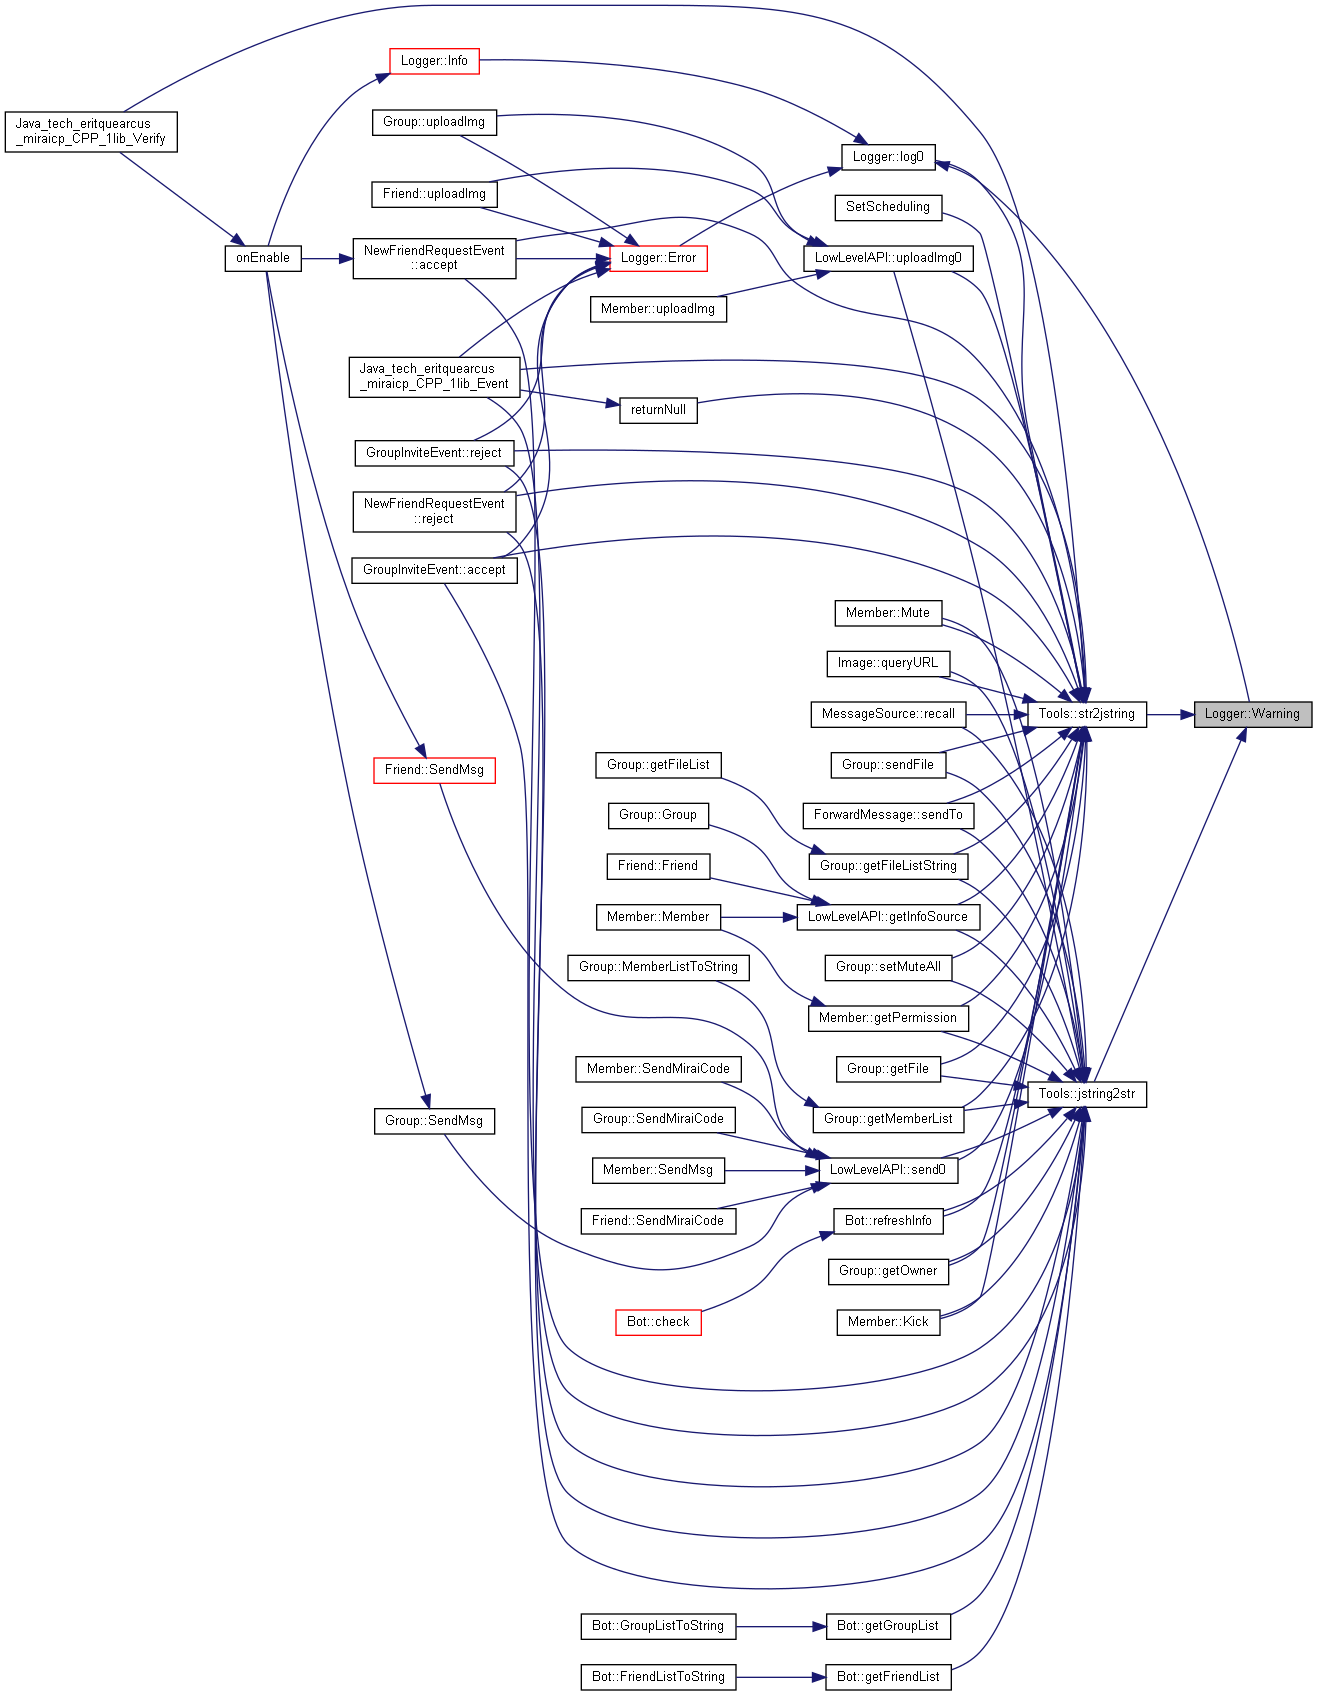 Logger::Info
Java_tech_eritquearcus
_miraicp_CPP_1lib_Verify
Group::uploadImg
Logger::log0
Friend::uploadImg
SetScheduling
onEnable
NewFriendRequestEvent
::accept
Logger::Error
LowLevelAPI::uploadImg0
Member::uploadImg
Java_tech_eritquearcus
_miraicp_CPP_1lib_Event
returnNull
GroupInviteEvent::reject
NewFriendRequestEvent
::reject
GroupInviteEvent::accept
Member::Mute
Image::queryURL
MessageSource::recall
Tools::str2jstring
Logger::Warning
Friend::SendMsg
Group::getFileList
Group::sendFile
Group::Group
ForwardMessage::sendTo
Friend::Friend
Group::getFileListString
Member::Member
LowLevelAPI::getInfoSource
Group::MemberListToString
Group::setMuteAll
Member::getPermission
Member::SendMiraiCode
Group::getFile
Tools::jstring2str
Group::SendMsg
Group::SendMiraiCode
Group::getMemberList
Member::SendMsg
LowLevelAPI::send0
Friend::SendMiraiCode
Bot::refreshInfo
Group::getOwner
Bot::check
Member::Kick
Bot::GroupListToString
Bot::getGroupList
Bot::FriendListToString
Bot::getFriendList